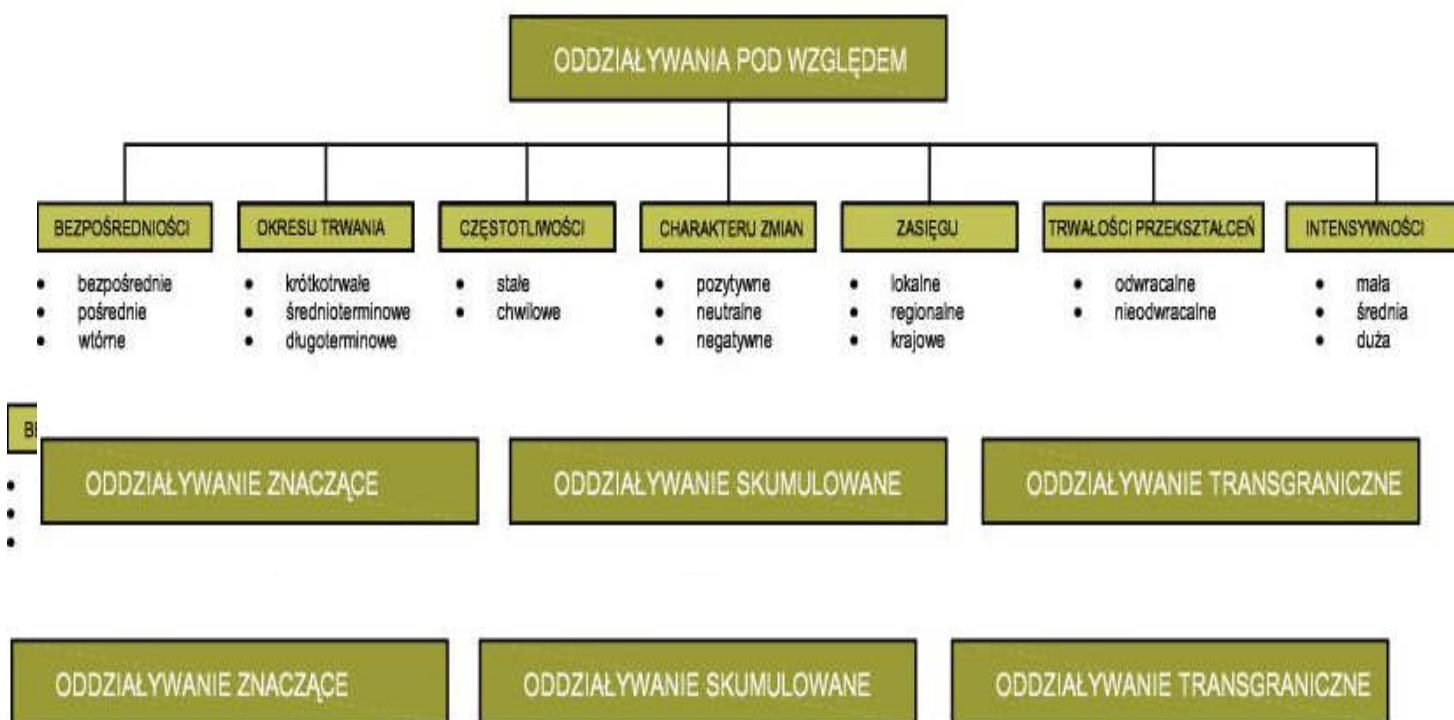 ODDZIAŁYWANIA POD WZGLĘDEM
BEZPOŚREDNIOŚCI
• bezpośrednie
• pośrednie
• wtórne
OKRESU TRWANIA
• krótkotrwałe
• średnioterminowe
• długoterminowe
CZĘSTOTLIWOŚCI
• stałe
• chwilowe
CHARAKTERU ZMIAN
• pozytywne
• neutralne
• negatywne
ZASIĘGU
• lokalne
• regionalne
• krajowe
TRWAŁOŚCI PRZEKSZTAŁCEŃ
• odwracalne
• nieodwracalne
INTENSYWNOŚCI
• mała
• średnia
• duża
ODDZIAŁYWANIE ZNACZĄCE
ODDZIAŁYWANIE SKUMULOWANE
ODDZIAŁYWANIE TRANSGRANICZNE
ODDZIAŁYWANIE ZNACZĄCE
ODDZIAŁYWANIE SKUMULOWANE
ODDZIAŁYWANIE TRANSGRANICZNE